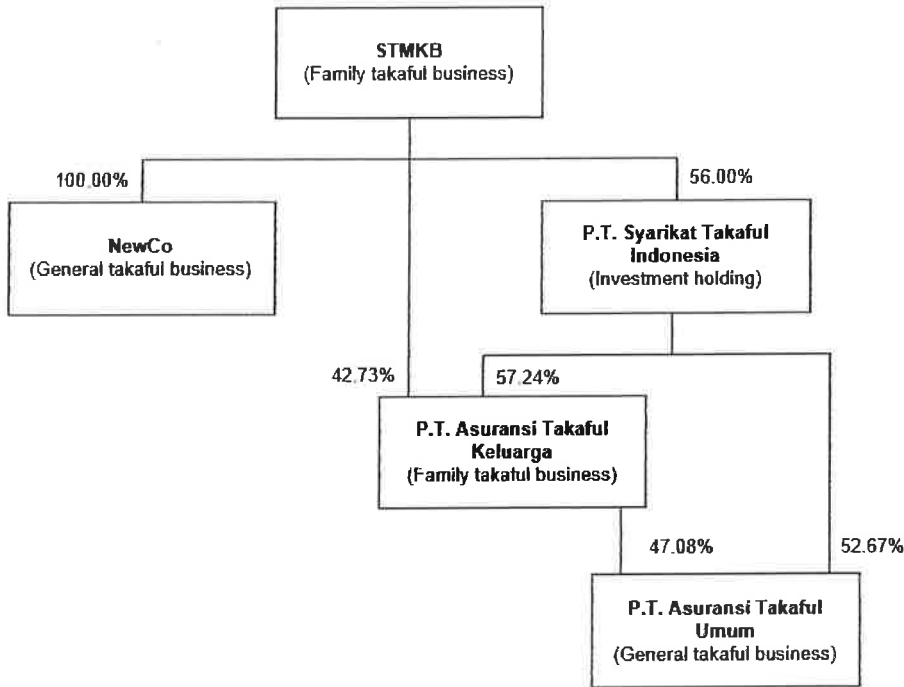 STMKB
(Family takaful business)
100.00%
56.00%
NewCo
(General takaful business)
P.T. Syarikat Takaful
Indonesia
(Investment holding)
42.73%
57.24%
P.T. Asuransi Takaful
Keluarga
(Family takaful business)
47.08%
52.67%
P.T. Asuransi Takaful
Umum
(General takaful business)